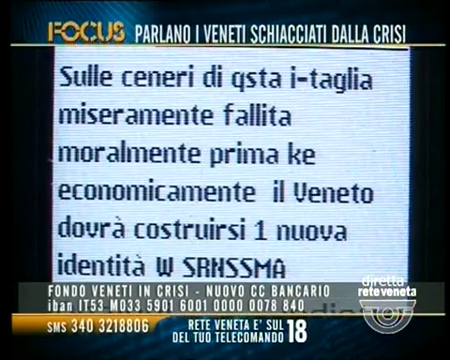 FOCUS PARLANO I VENETI SCHIACCIATI DALLA CRISI
Sulle ceneri di qsta i-taglia
miseramente fallita
moralmente prima ke
economicamente il Veneto
dovrà costruirsi 1 nuova
identità W SRNSSMA
FONDO VENETI IN CRISI - NUOVO CC BANCARIO
iban IT53 M033 5901 6001 0000 0078 840
diretta
reteveneta
SMS 340 3218806
RETE VENETA E' SUL
DEL TUO TELECOMANDO 18